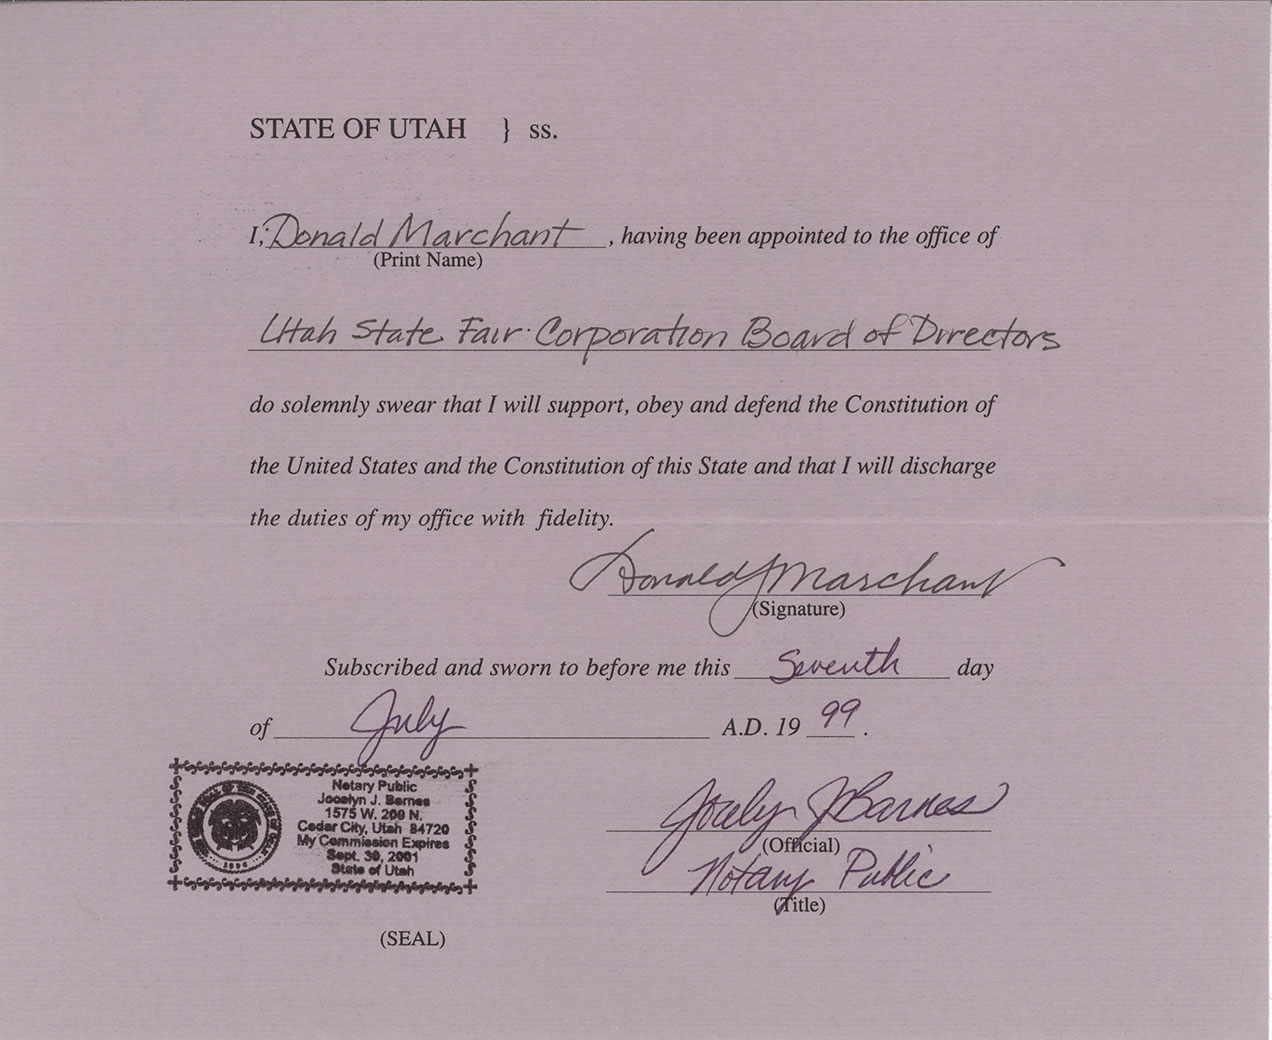 STATE OF UTAH } ss.
I, Donald Marchant, having been appointed to the office of
(Print Name)
Utah State Fair Corporation Board of Directors
do solemnly swear that I will support, obey and defend the Constitution of
the United States and the Constitution of this State and that I will discharge
the duties of my office with fidelity.
Donald J Marchant
(Signature)
Subscribed and sworn to before me this Seventh day
of July A.D. 19 99.
Notary Public
Jocelyn J. Barnes
1575 W. 200 N.
Cedar City, Utah 84720
My Commission Expires
Sept. 30, 2001
State of Utah
1896
Jocelyn J Barnes
(Official)
Notary Public
(Title)
(SEAL)